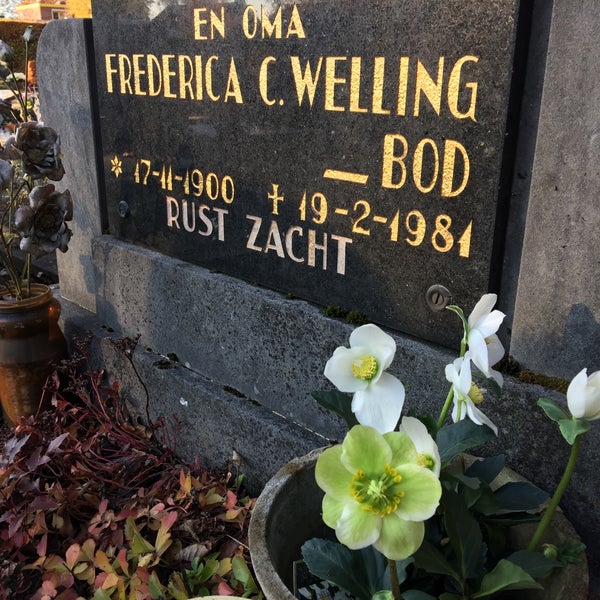 EN OMA
FREDERICA C. WELLING
— BOD
* 17-11-1900 † 19-2-1981
RUST ZACHT